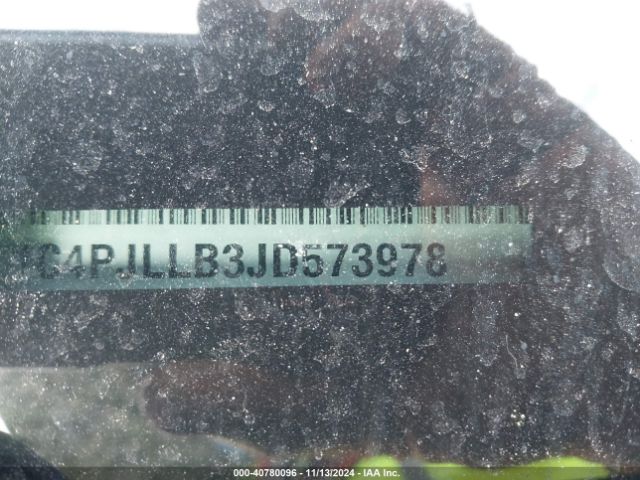 1C4PJLLB3JD573978
000-40780096 - 11/13/2024 - IAA Inc.